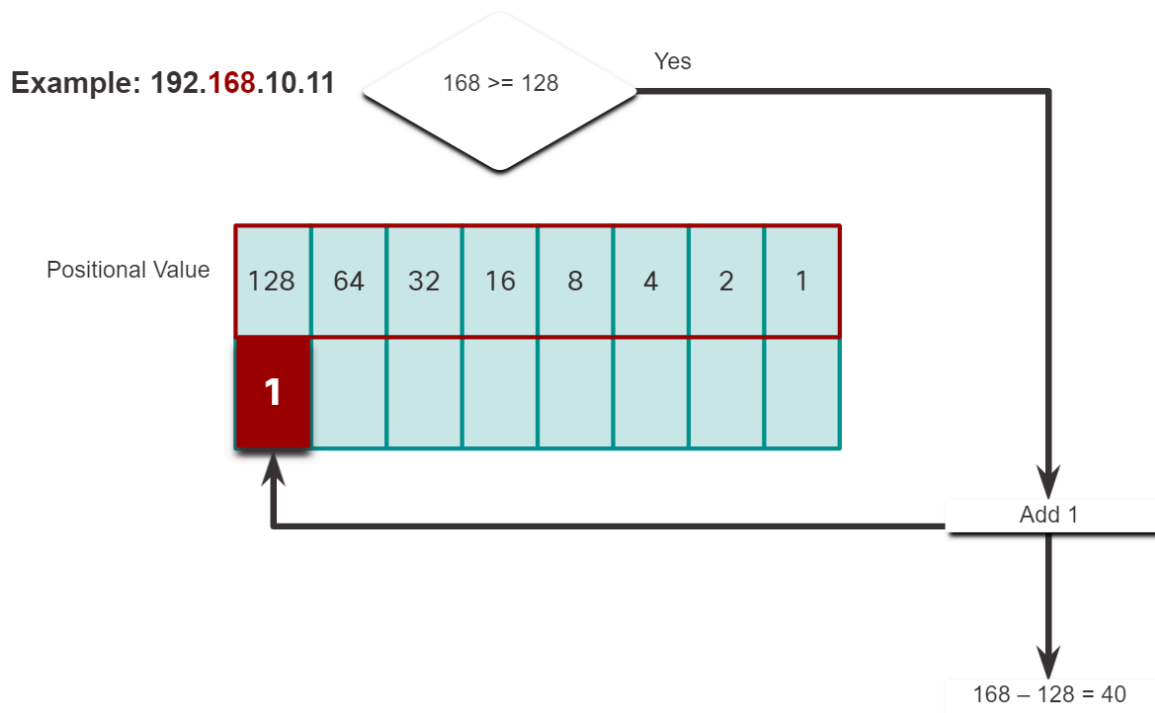 Example: 192.168.10.11
168 >= 128
Yes
Positional Value
128 64 32 16 8 4 2 1
1
Add 1
168 – 128 = 40